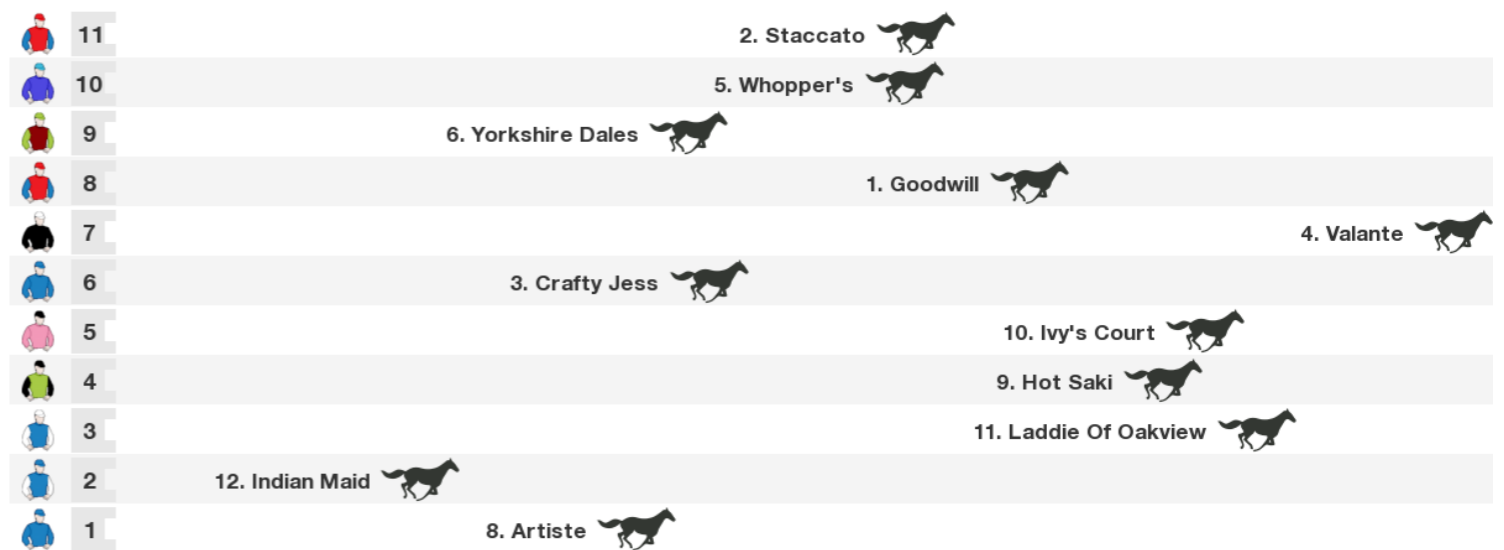 11 2. Staccato
10 5. Whopper's
9 6. Yorkshire Dales
8 1. Goodwill
7 4. Valante
6 3. Crafty Jess
5 10. Ivy's Court
4 9. Hot Saki
3 11. Laddie Of Oakview
2 12. Indian Maid
1 8. Artiste